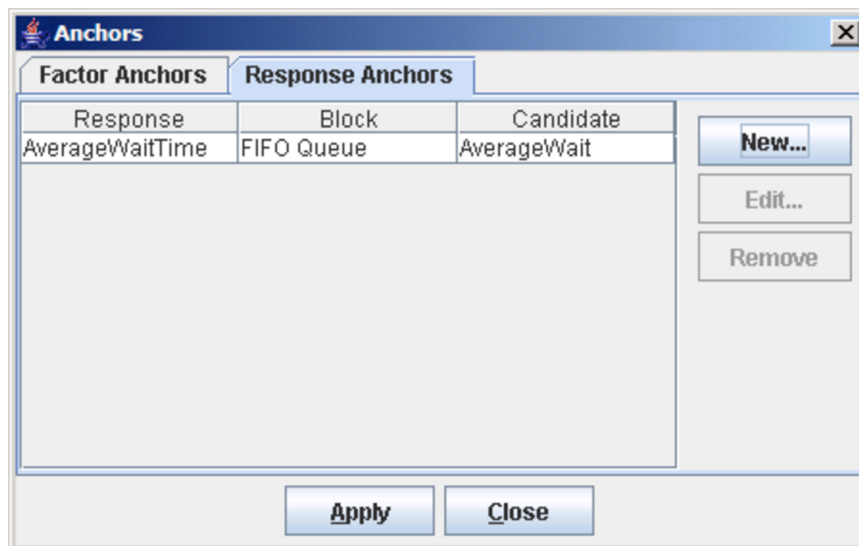 Anchors
Factor Anchors Response Anchors
Response Block Candidate
AverageWaitTime FIFO Queue AverageWait
New...
Edit...
Remove
Apply Close